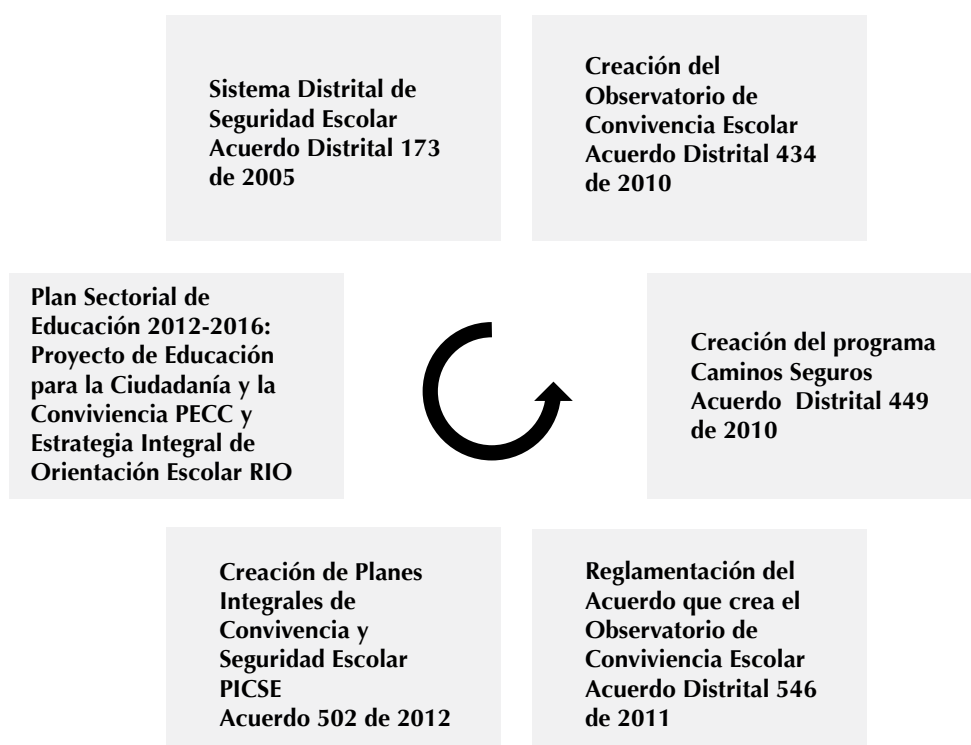 Sistema Distrital de
Seguridad Escolar
Acuerdo Distrital 173
de 2005
Creación del
Observatorio de
Convivencia Escolar
Acuerdo Distrital 434
de 2010
Plan Sectorial de
Educación 2012-2016:
Proyecto de Educación
para la Ciudadanía y la
Conviviencia PECC y
Estrategia Integral de
Orientación Escolar RIO
Creación del programa
Caminos Seguros
Acuerdo Distrital 449
de 2010
Creación de Planes
Integrales de
Convivencia y
Seguridad Escolar
PICSE
Acuerdo 502 de 2012
Reglamentación del
Acuerdo que crea el
Observatorio de
Conviviencia Escolar
Acuerdo Distrital 546
de 2011